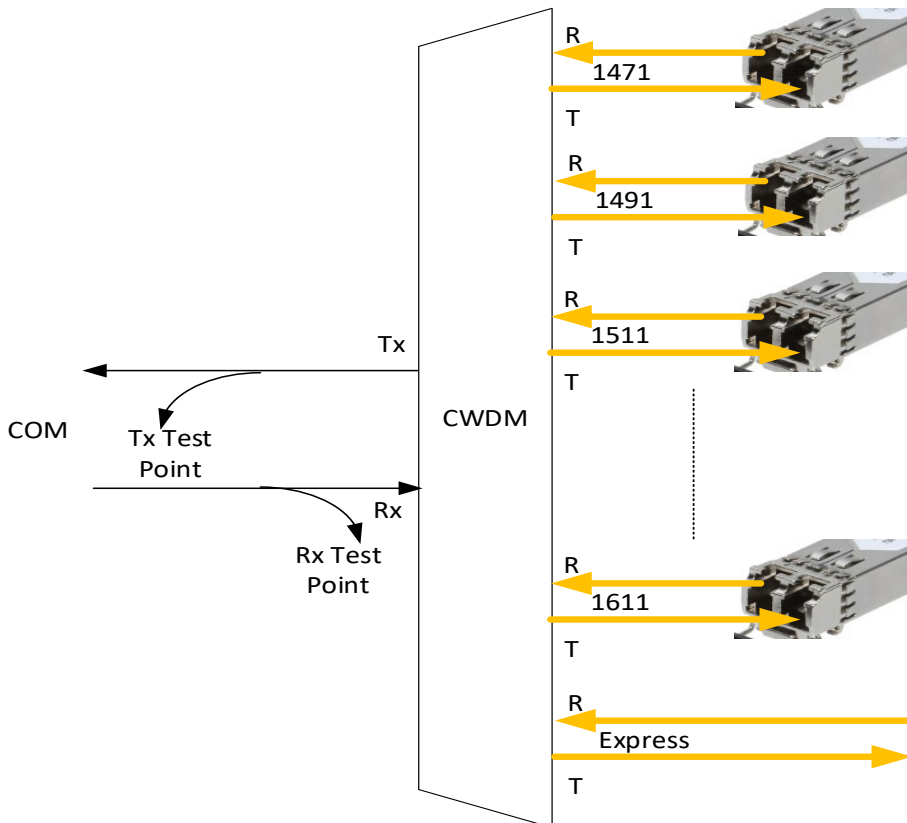 R
1471
T
R
1491
T
R
1511
T
Tx
COM
Tx Test
Point
CWDM
Rx
Rx Test
Point
R
1611
T
R
Express
T